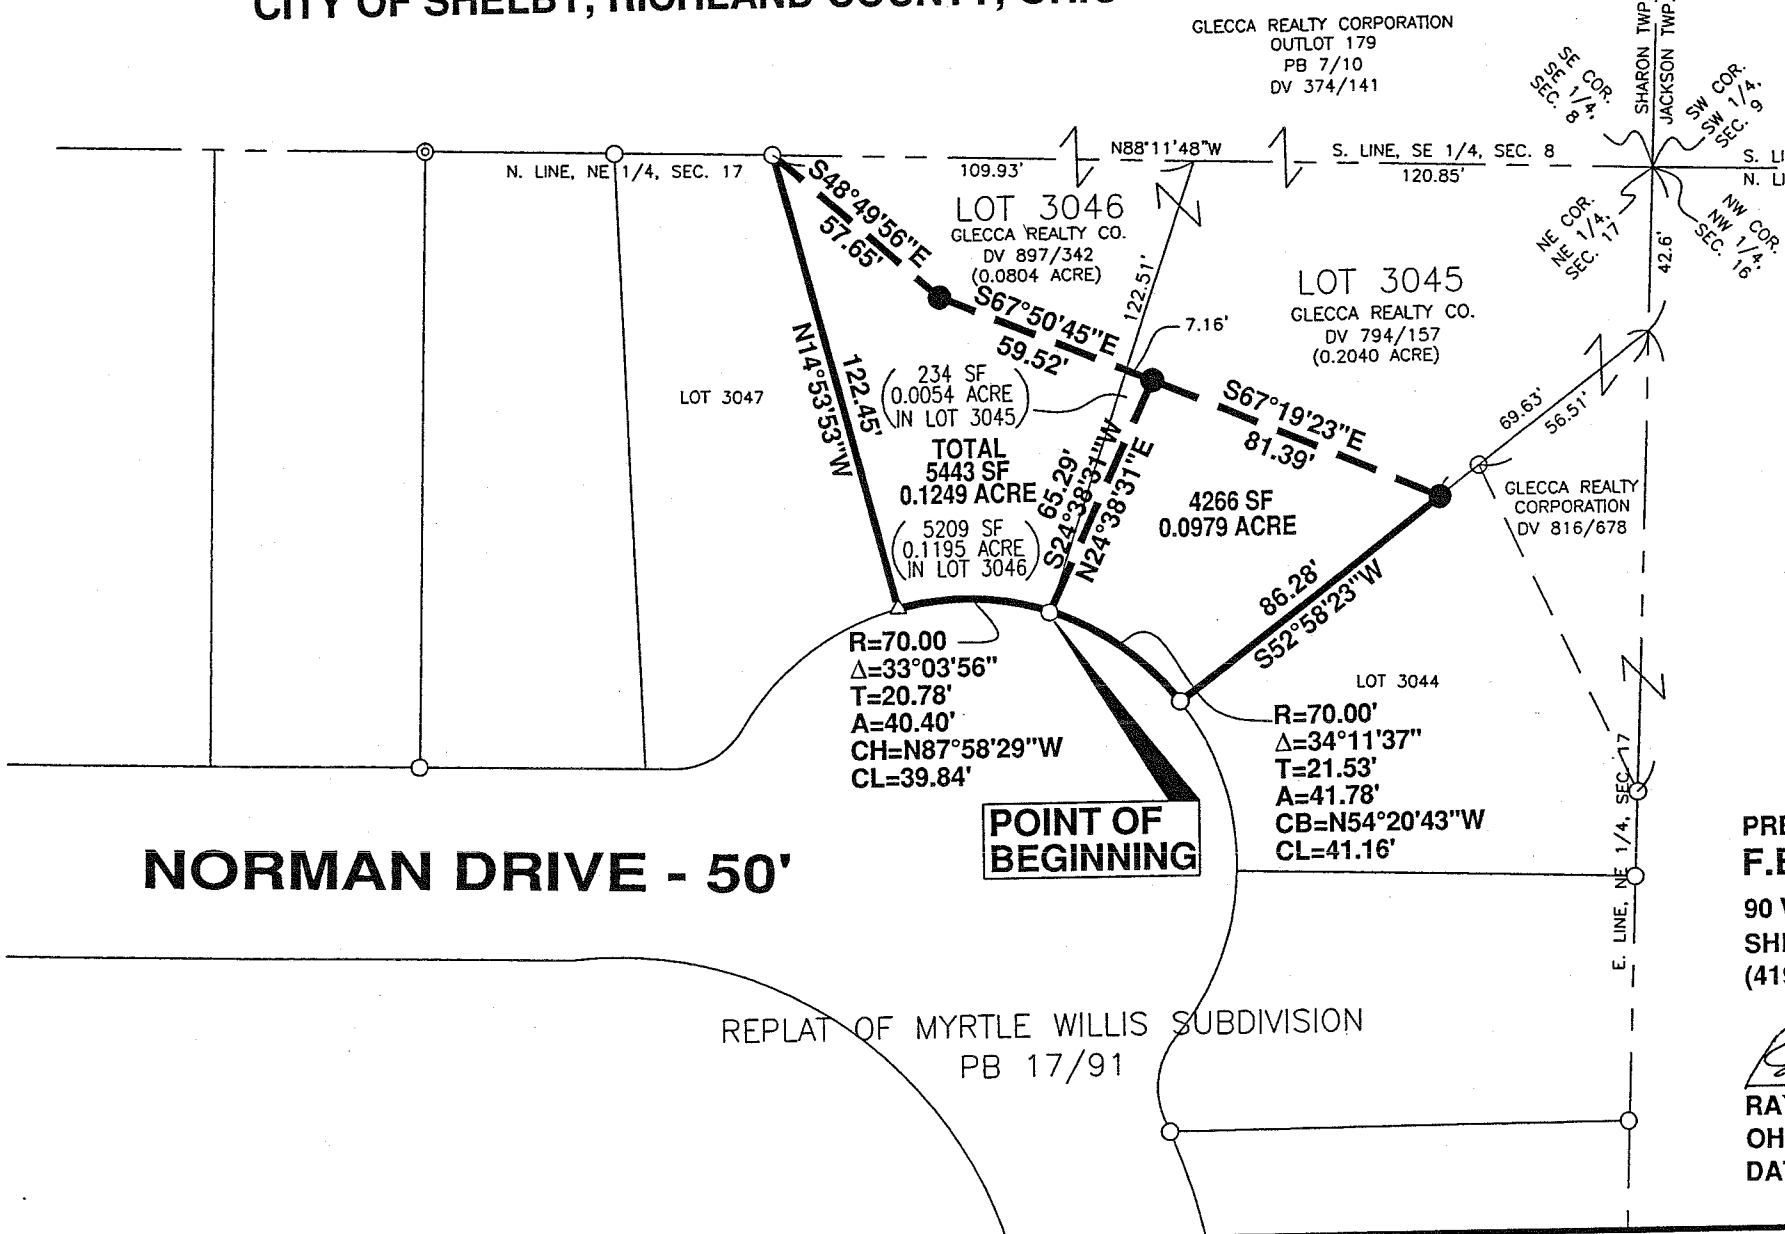 CITY OF SHELBY, RICHLAND COUNTY, OHIO
GLECCA REALTY CORPORATION
OUTLOT 179
PB 7/10
DV 374/141
SHARON TWP.
JACKSON TWP.
SE COR.
SE 1/4,
SEC. 8
SW COR.
SW 1/4,
SEC. 9
N. LINE, NE 1/4, SEC. 17
109.93'
N88°11'48"W
S. LINE, SE 1/4, SEC. 8
120.85'
S. LI
N. LI
NE COR.
NE 1/4,
SEC. 17
NW COR.
NW 1/4,
SEC. 16
42.6'
S48°49'56"E
57.65'
LOT 3046
GLECCA REALTY CO.
DV 897/342
(0.0804 ACRE)
122.51'
LOT 3045
GLECCA REALTY CO.
DV 794/157
(0.2040 ACRE)
S67°50'45"E
59.52'
7.16'
N14°53'53"W
122.45'
LOT 3047
234 SF
0.0054 ACRE
IN LOT 3045
TOTAL
5443 SF
0.1249 ACRE
5209 SF
0.1195 ACRE
IN LOT 3046
65.29'
S24°38'31"W
N24°38'31"E
S67°19'23"E
81.39'
4266 SF
0.0979 ACRE
69.63'
56.51'
GLECCA REALTY
CORPORATION
DV 816/678
86.28'
S52°58'23"W
R=70.00
Δ=33°03'56"
T=20.78'
A=40.40'
CH=N87°58'29"W
CL=39.84'
LOT 3044
R=70.00'
Δ=34°11'37"
T=21.53'
A=41.78'
CB=N54°20'43"W
CL=41.16'
POINT OF
BEGINNING
E. LINE, NE 1/4, SEC. 17
NORMAN DRIVE - 50'
REPLAT OF MYRTLE WILLIS SUBDIVISION
PB 17/91
PRE
F.E
90
SHE
(419
RAY
OH
DAT